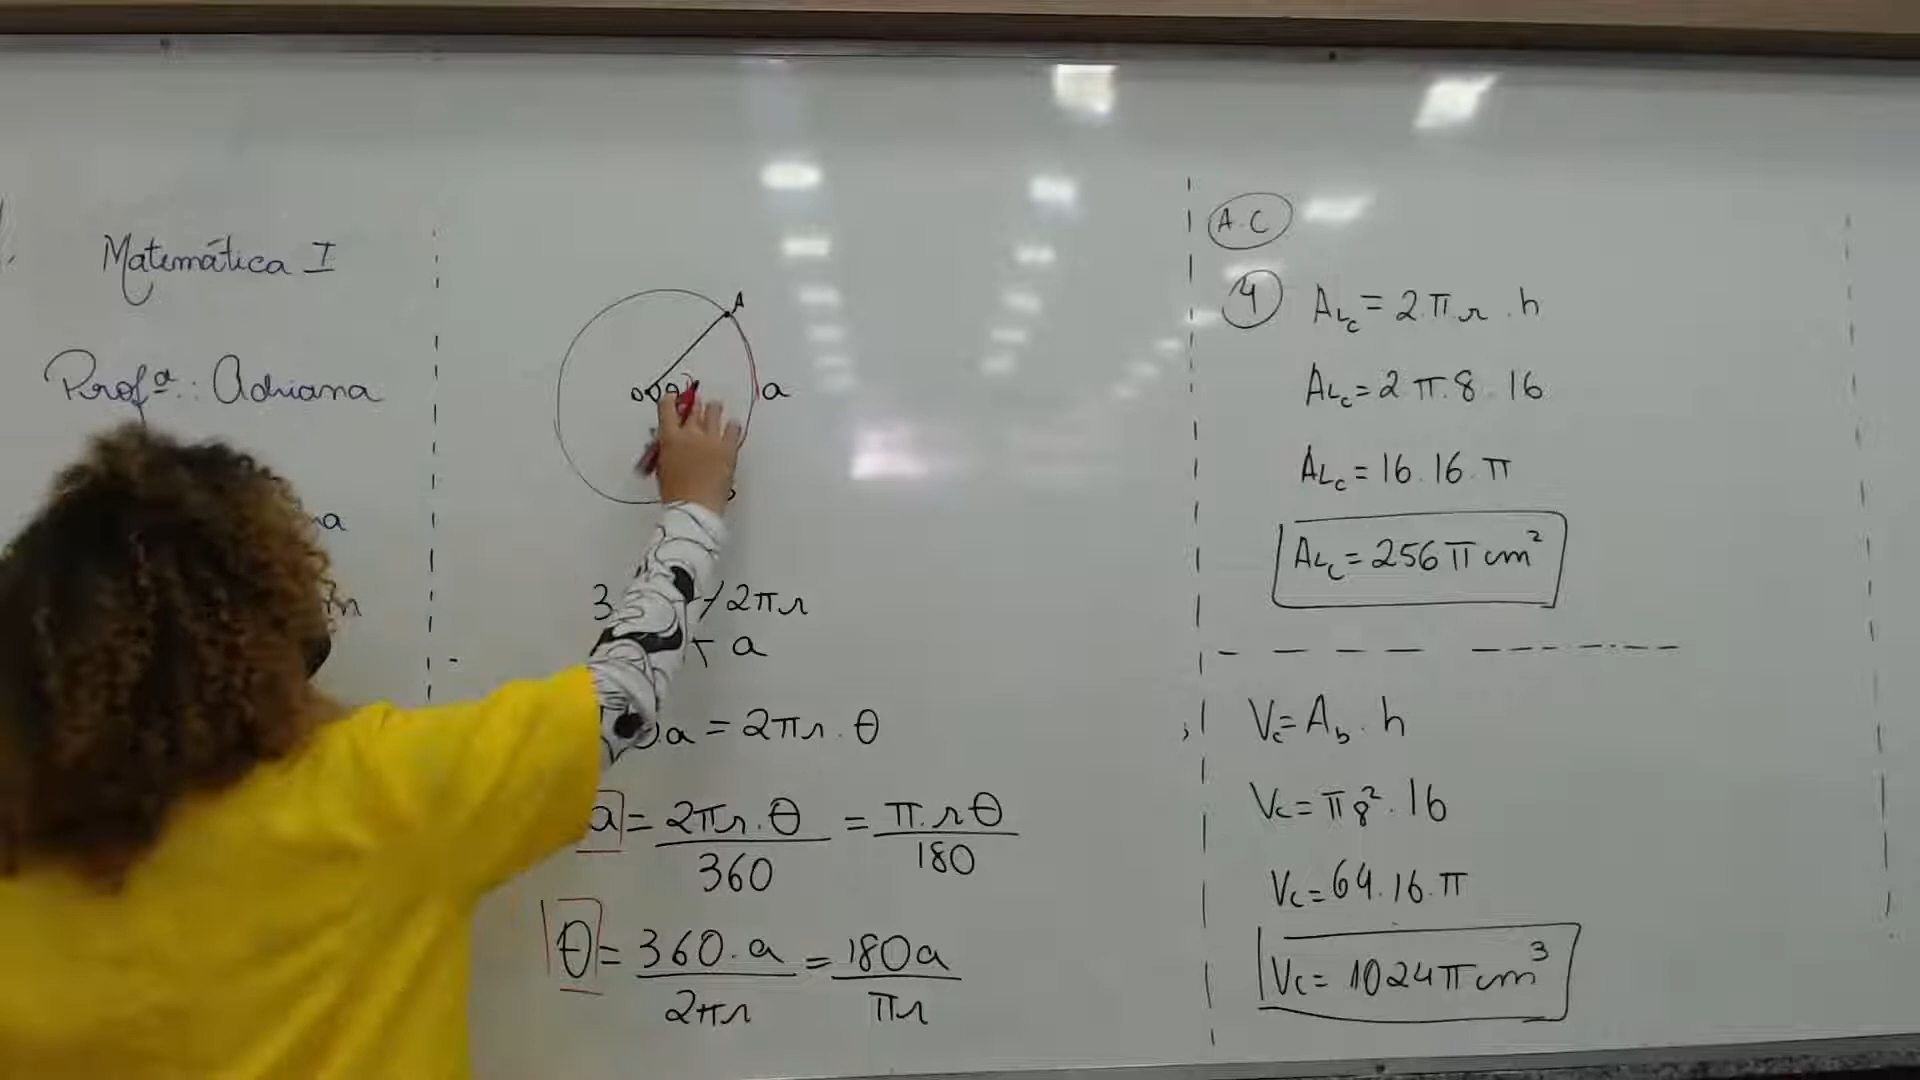 Matemática I
Profª.: Adriana
A
O θ a
2πr
a
a = 2πr . θ
a = 2πr.θ / 360 = π.rθ / 180
θ = 360.a / 2πr = 180a / πr
A.C
4 ALc = 2.π r . h
ALc = 2 π.8 . 16
ALc = 16.16.π
ALc = 256 π cm²
Vc = Ab . h
Vc = π 8² . 16
Vc = 64.16.π
Vc = 1024 π cm³